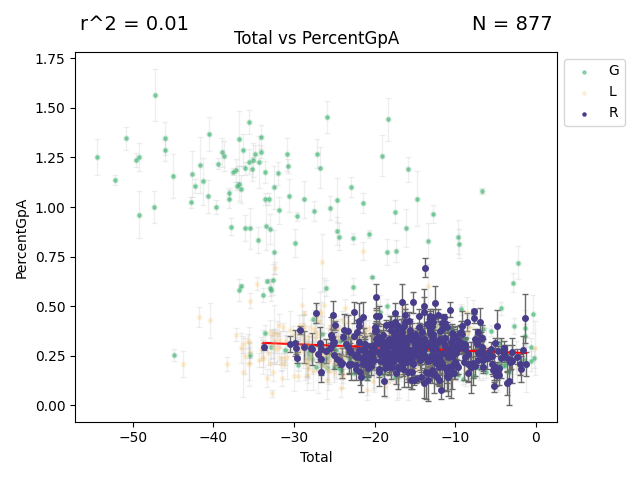 r^2 = 0.01
N = 877
Total vs PercentGpA
G
L
R
PercentGpA
1.75
1.50
1.25
1.00
0.75
0.50
0.25
0.00
−50
−40
−30
−20
−10
0
Total